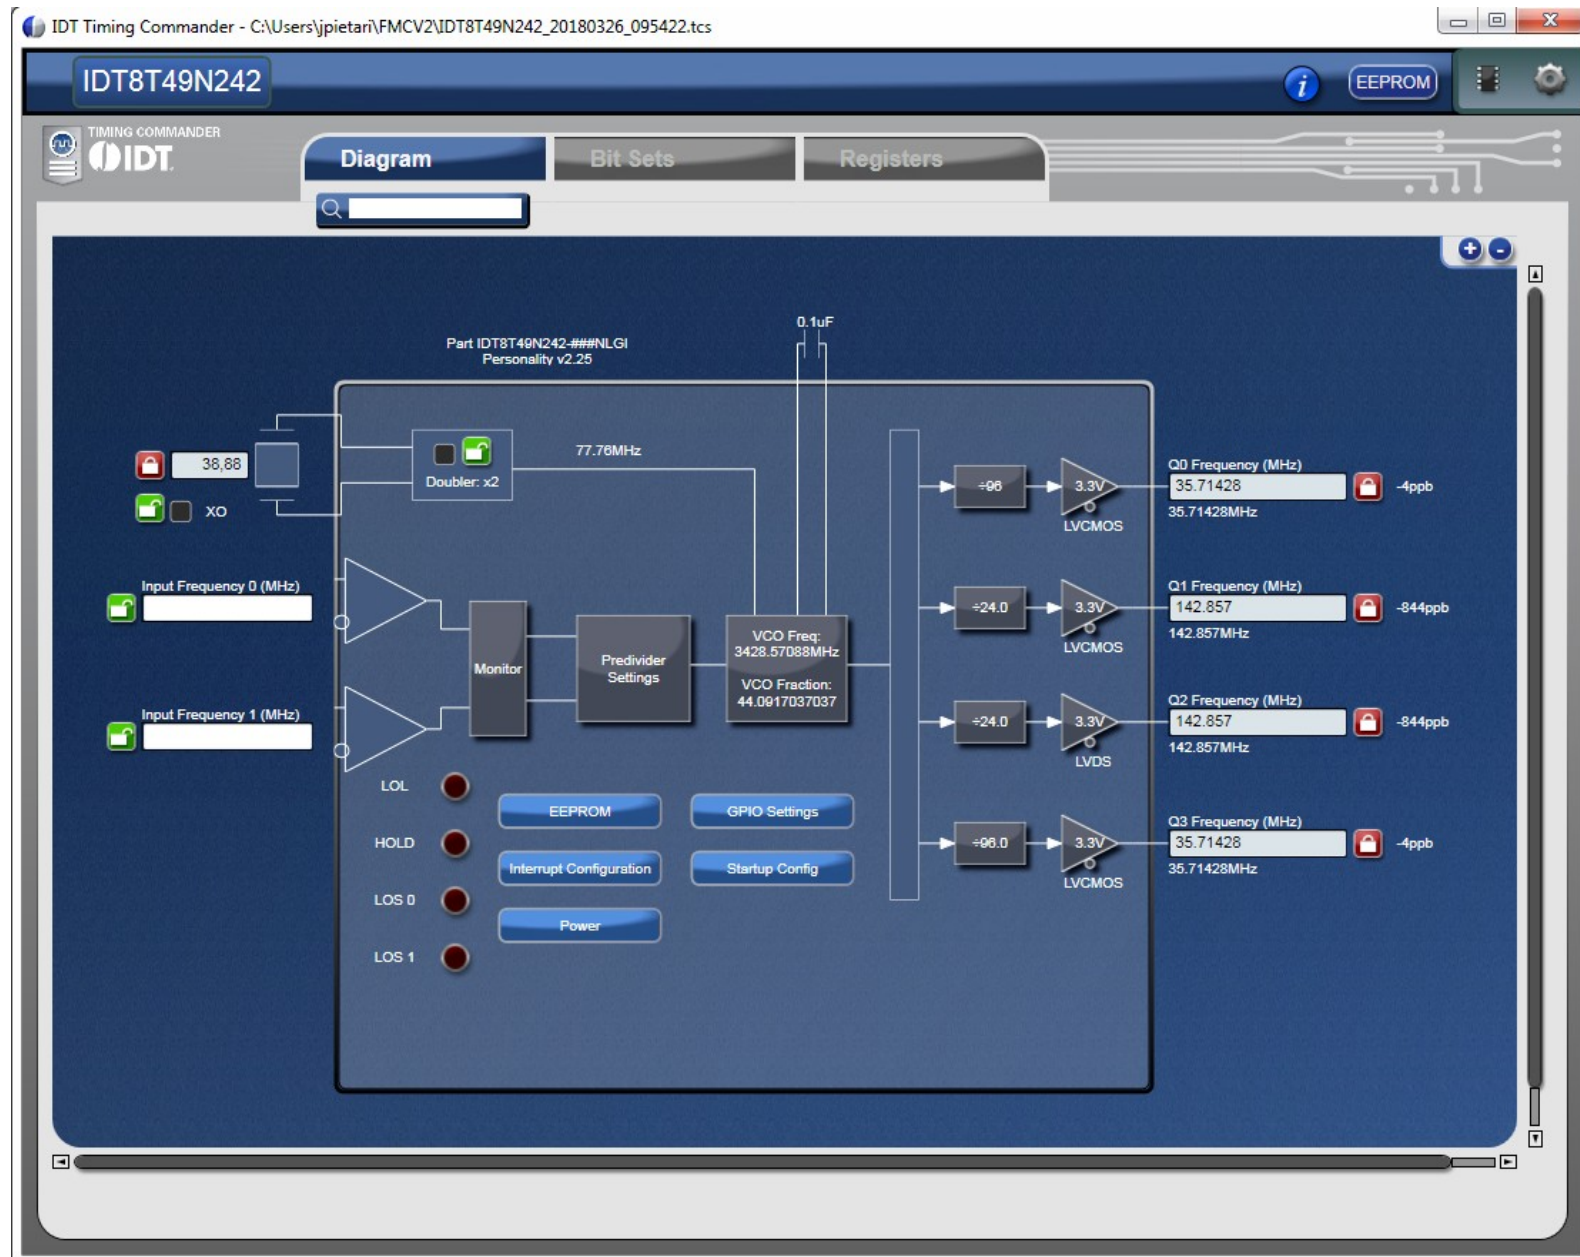 IDT Timing Commander - C:\Users\jpietari\FMCV2\IDT8T49N242_20180326_095422.tcs
IDT8T49N242
i
EEPROM
TIMING COMMANDER
IDT.
Diagram
Bit Sets
Registers
+ -
0.1uF
Part IDT8T49N242-###NLGI
Personality v2.25
38,88
XO
Doubler: x2
77.76MHz
Input Frequency 0 (MHz)
Input Frequency 1 (MHz)
Monitor
Predivider
Settings
VCO Freq:
3428.57088MHz
VCO Fraction:
44.0917037037
÷96
3.3V
LVCMOS
Q0 Frequency (MHz)
35.71428
-4ppb
35.71428MHz
÷24.0
3.3V
LVCMOS
Q1 Frequency (MHz)
142.857
-844ppb
142.857MHz
÷24.0
3.3V
LVDS
Q2 Frequency (MHz)
142.857
-844ppb
142.857MHz
÷96.0
3.3V
LVCMOS
Q3 Frequency (MHz)
35.71428
-4ppb
35.71428MHz
LOL
HOLD
LOS 0
LOS 1
EEPROM
GPIO Settings
Interrupt Configuration
Startup Config
Power